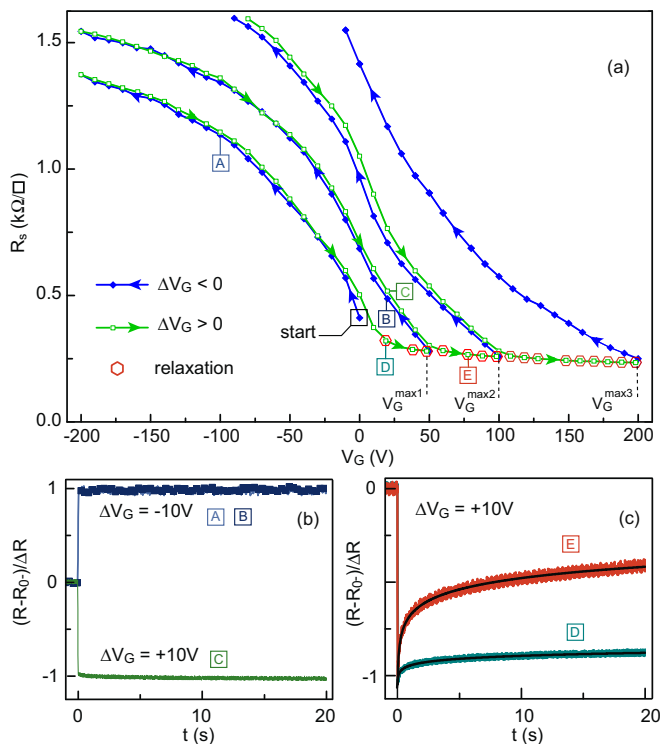 (a)
1.5
1.0
0.5
0.0
R_s (kΩ/□)
A
B
C
D
E
ΔV_G < 0
ΔV_G > 0
relaxation
start
V_G^max1 V_G^max2 V_G^max3
-200 -150 -100 -50 0 50 100 150 200
V_G (V)
(b)
1
0
-1
(R-R_0-)/ΔR
ΔV_G = -10V A B
ΔV_G = +10V C
0 10 20
t (s)
(c)
0
-1
(R-R_0-)/ΔR
ΔV_G = +10V
E
D
0 10 20
t (s)